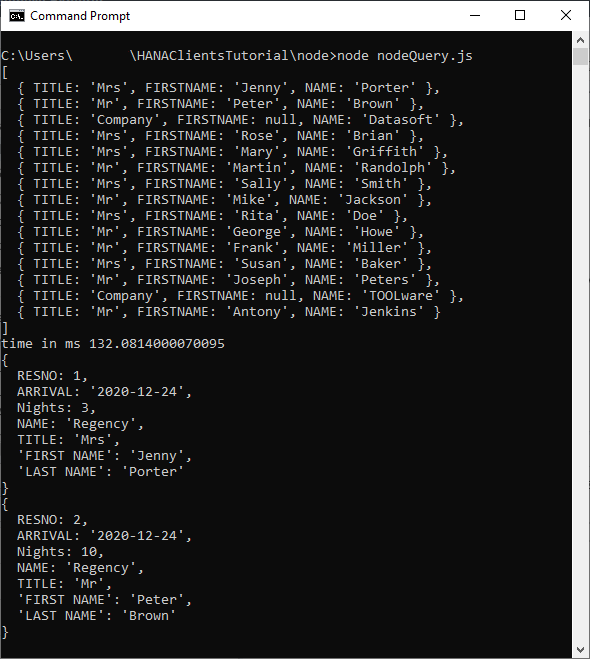 Command Prompt
C:\Users\ \HANAClientsTutorial\node>node nodeQuery.js
[
  { TITLE: 'Mrs', FIRSTNAME: 'Jenny', NAME: 'Porter' },
  { TITLE: 'Mr', FIRSTNAME: 'Peter', NAME: 'Brown' },
  { TITLE: 'Company', FIRSTNAME: null, NAME: 'Datasoft' },
  { TITLE: 'Mrs', FIRSTNAME: 'Rose', NAME: 'Brian' },
  { TITLE: 'Mrs', FIRSTNAME: 'Mary', NAME: 'Griffith' },
  { TITLE: 'Mr', FIRSTNAME: 'Martin', NAME: 'Randolph' },
  { TITLE: 'Mrs', FIRSTNAME: 'Sally', NAME: 'Smith' },
  { TITLE: 'Mr', FIRSTNAME: 'Mike', NAME: 'Jackson' },
  { TITLE: 'Mrs', FIRSTNAME: 'Rita', NAME: 'Doe' },
  { TITLE: 'Mr', FIRSTNAME: 'George', NAME: 'Howe' },
  { TITLE: 'Mr', FIRSTNAME: 'Frank', NAME: 'Miller' },
  { TITLE: 'Mrs', FIRSTNAME: 'Susan', NAME: 'Baker' },
  { TITLE: 'Mr', FIRSTNAME: 'Joseph', NAME: 'Peters' },
  { TITLE: 'Company', FIRSTNAME: null, NAME: 'TOOLware' },
  { TITLE: 'Mr', FIRSTNAME: 'Antony', NAME: 'Jenkins' }
]
time in ms 132.0814000070095
{
  RESNO: 1,
  ARRIVAL: '2020-12-24',
  Nights: 3,
  NAME: 'Regency',
  TITLE: 'Mrs',
  'FIRST NAME': 'Jenny',
  'LAST NAME': 'Porter'
}
{
  RESNO: 2,
  ARRIVAL: '2020-12-24',
  Nights: 10,
  NAME: 'Regency',
  TITLE: 'Mr',
  'FIRST NAME': 'Peter',
  'LAST NAME': 'Brown'
}